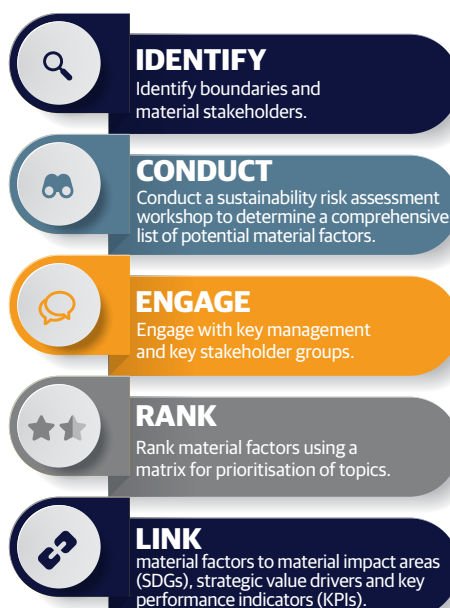 IDENTIFY
Identify boundaries and
material stakeholders.
CONDUCT
Conduct a sustainability risk assessment
workshop to determine a comprehensive
list of potential material factors.
ENGAGE
Engage with key management
and key stakeholder groups.
RANK
Rank material factors using a
matrix for prioritisation of topics.
LINK
material factors to material impact areas
(SDGs), strategic value drivers and key
performance indicators (KPIs).